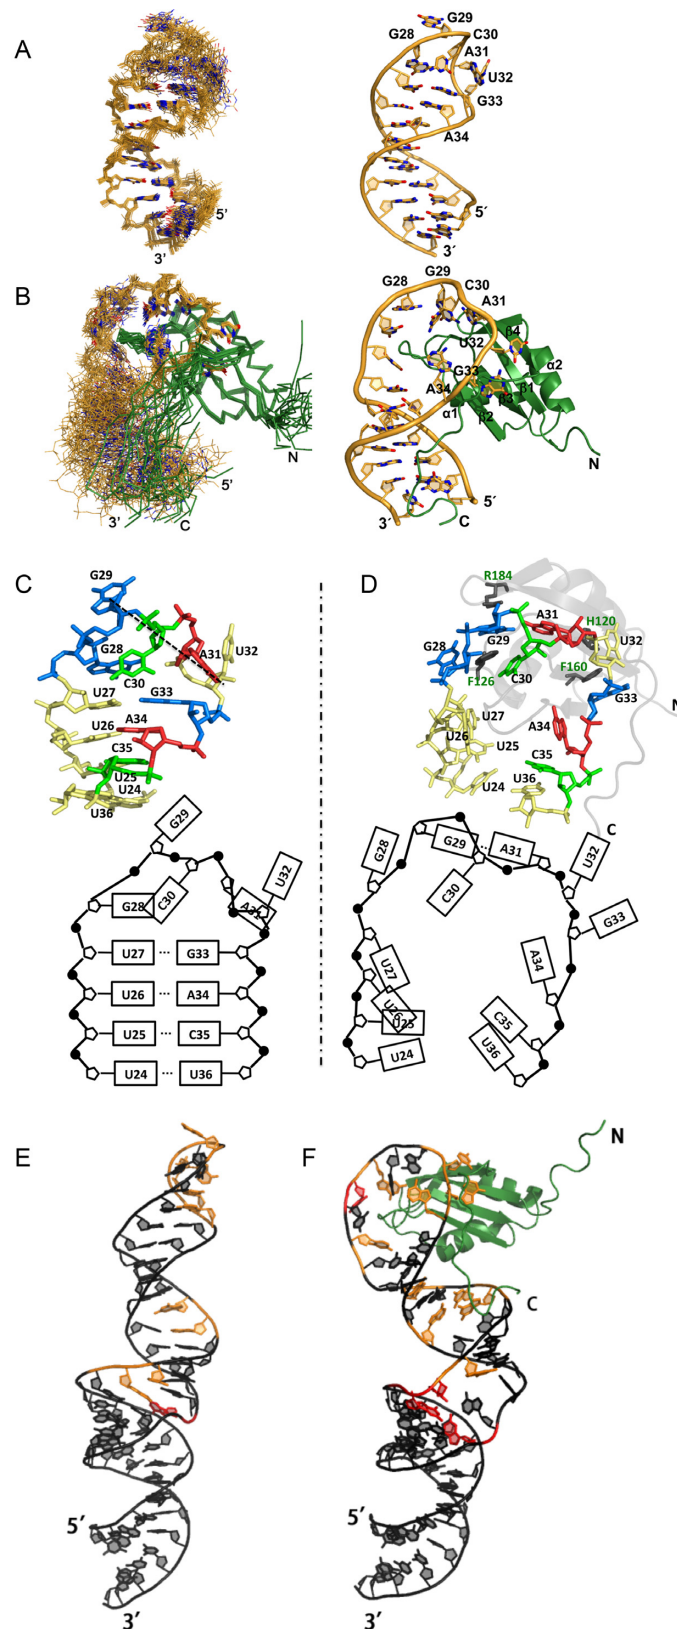 A
G29
G28
C30
A31
U32
G33
A34
5'
3'
5′
3′
B
G28
G29
C30
A31
U32
β4
G33
α2
A34
β3
β1
α1
β2
N
N
5'
3'
C
5′
3′
C
C
G29
G28
A31
U32
C30
U27
G33
U26
A34
C35
U25
U24
U36
D
R184
A31
H120
U32
G28
G29
C30
F160
F126
G33
N
U27
A34
U26
U25
C35
U24
U36
C
G29
U32
G28
C30
A31
U27 ··· G33
U26 ··· A34
U25 ··· C35
U24 ··· U36
G28
G29 ··· A31
U32
C30
G33
U27
A34
U26
U25
C35
U24
U36
E
F
N
C
5′
3′
5′
3′